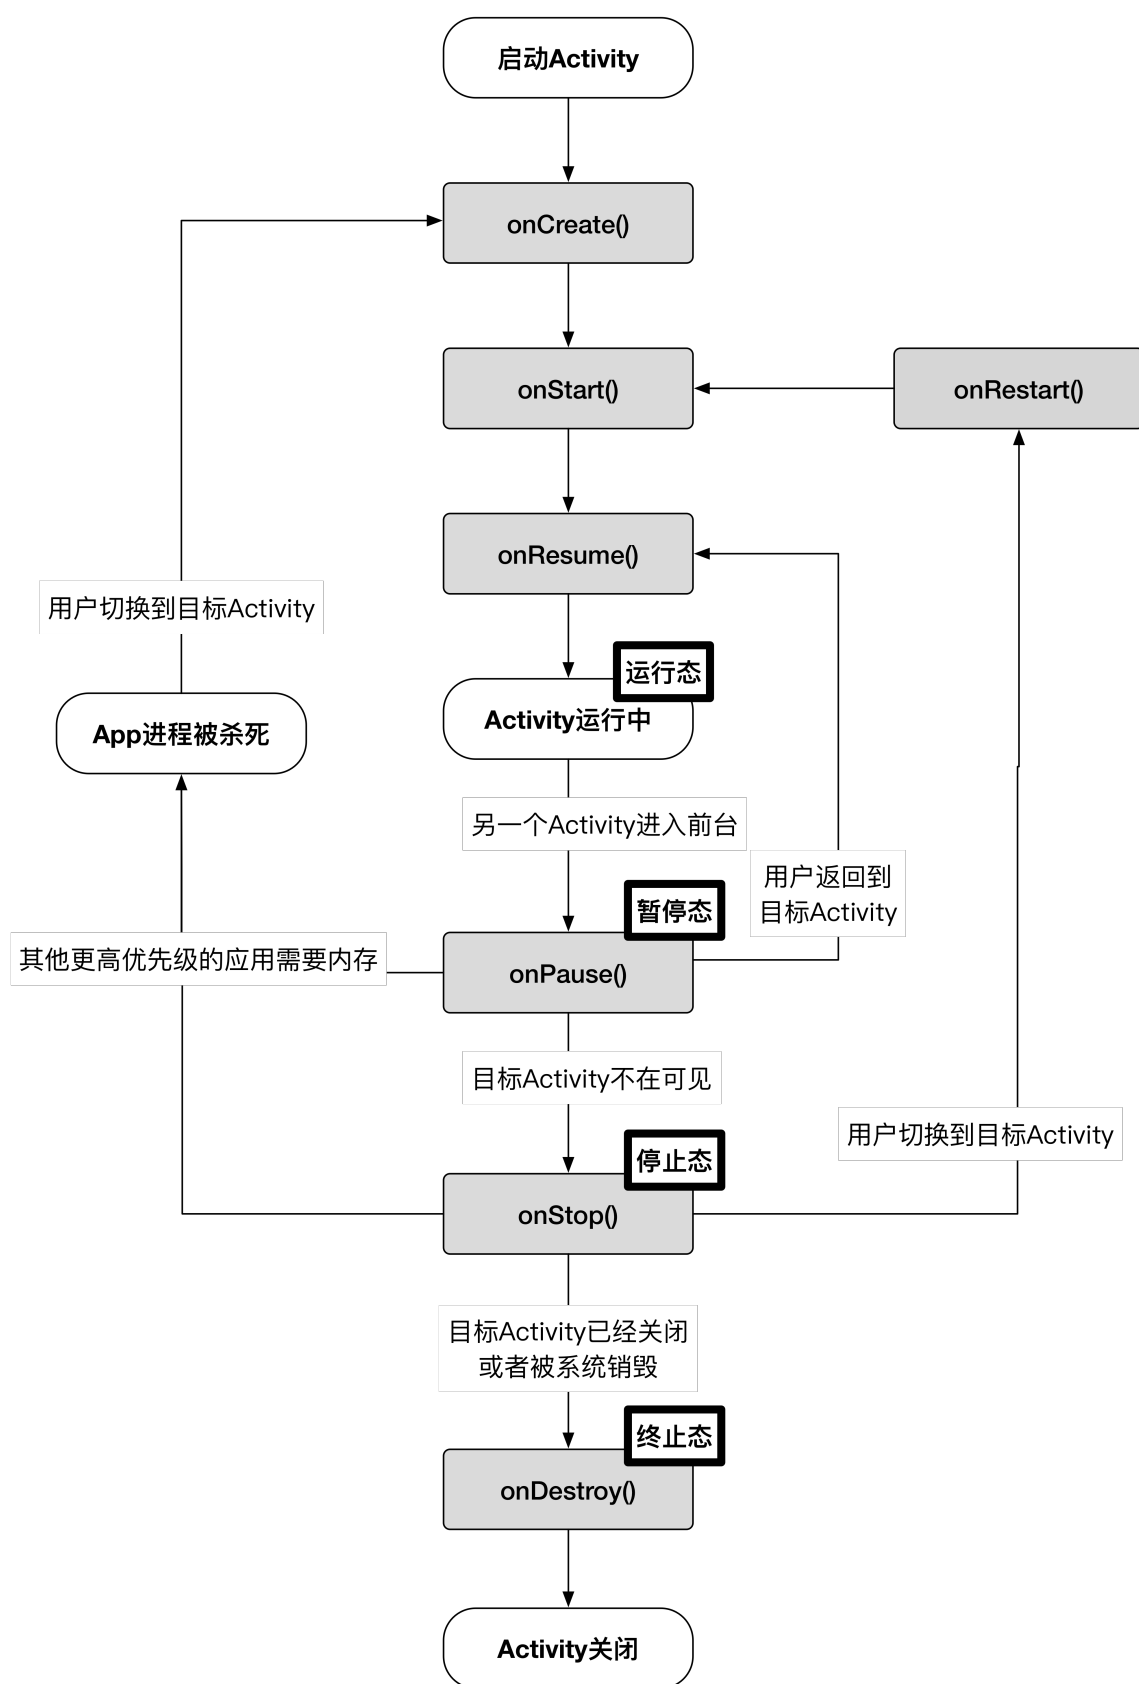 启动Activity
onCreate()
onStart()
onRestart()
onResume()
用户切换到目标Activity
运行态
Activity运行中
App进程被杀死
另一个Activity进入前台
用户返回到
目标Activity
暂停态
其他更高优先级的应用需要内存
onPause()
目标Activity不在可见
用户切换到目标Activity
停止态
onStop()
目标Activity已经关闭
或者被系统销毁
终止态
onDestroy()
Activity关闭